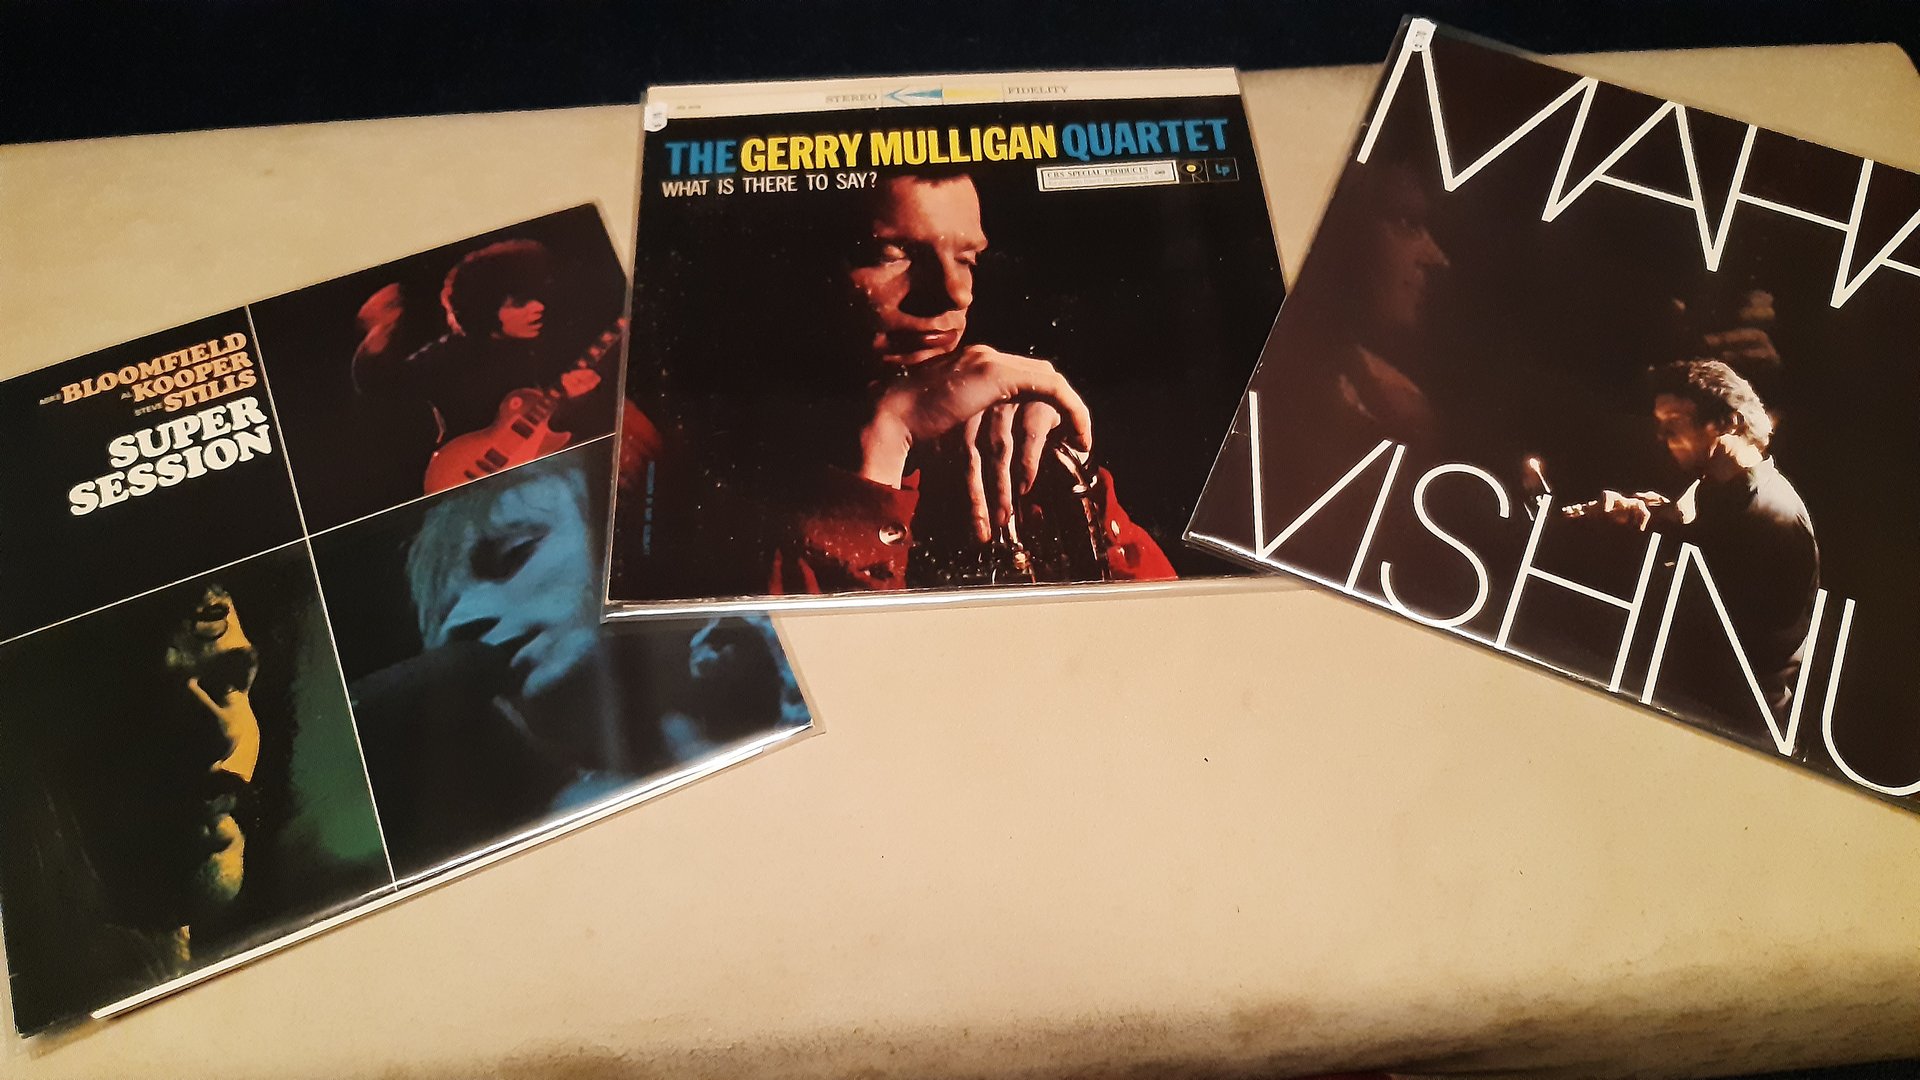 MIKE BLOOMFIELD
AL KOOPER
STEVE STILLS
SUPER
SESSION
STEREO FIDELITY
THE GERRY MULLIGAN QUARTET
WHAT IS THERE TO SAY?
CBS SPECIAL PRODUCTS
Lp
MAHA
VISHNU